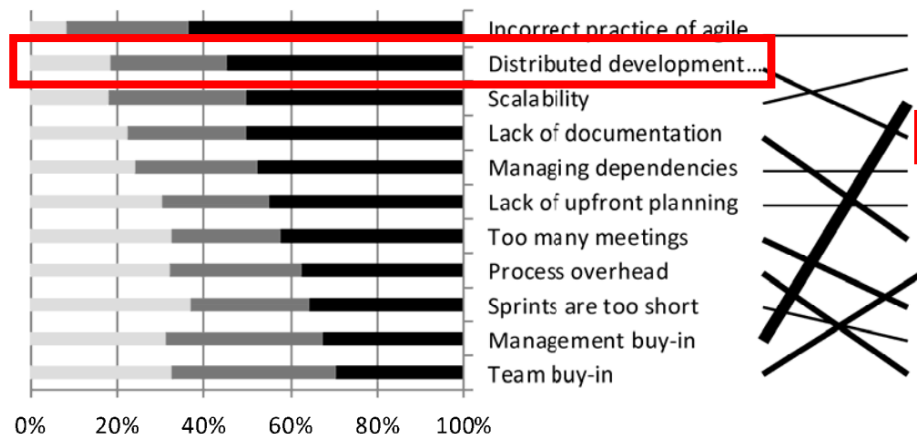 Incorrect practice of agile
Distributed development...
Scalability
Lack of documentation
Managing dependencies
Lack of upfront planning
Too many meetings
Process overhead
Sprints are too short
Management buy-in
Team buy-in
0% 20% 40% 60% 80% 100%